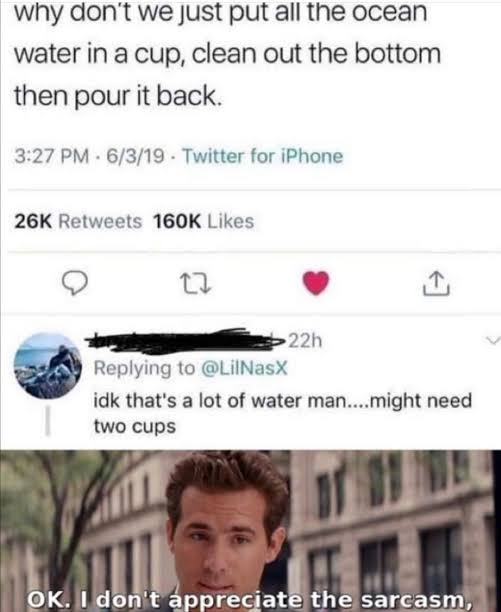 why don't we just put all the ocean
water in a cup, clean out the bottom
then pour it back.
3:27 PM · 6/3/19 · Twitter for iPhone
26K Retweets 160K Likes
22h
Replying to @LilNasX
idk that's a lot of water man....might need
two cups
OK. I don't appreciate the sarcasm,